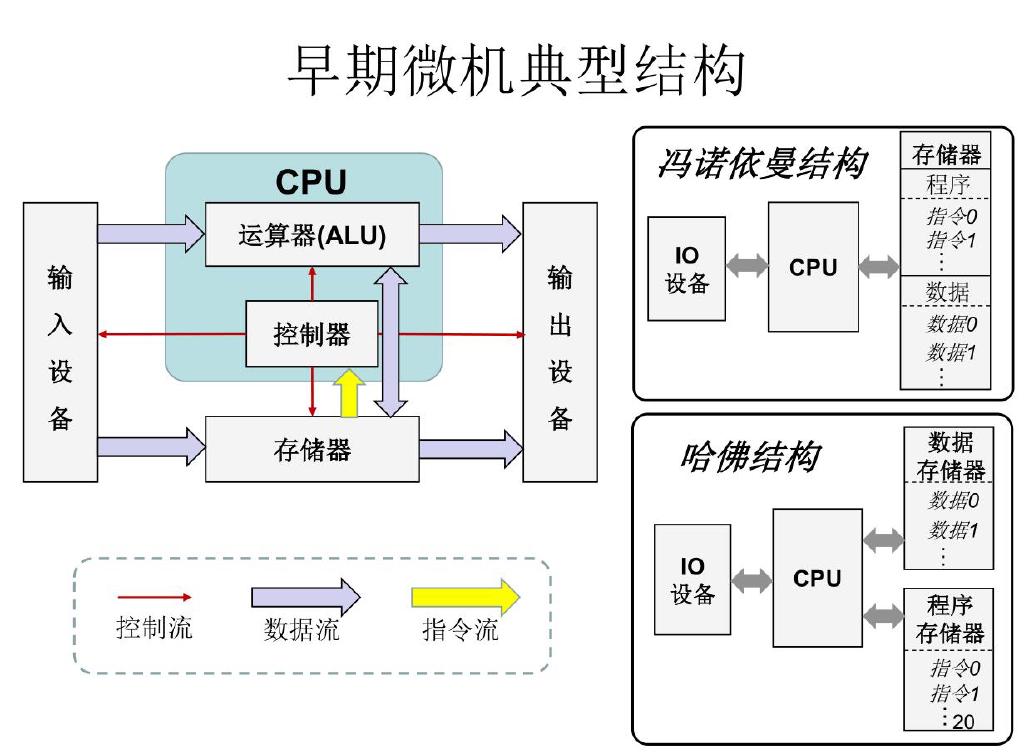 早期微机典型结构
CPU
运算器(ALU)
控制器
存储器
输
入
设
备
输
出
设
备
控制流
数据流
指令流
冯诺依曼结构
IO
设备
CPU
存储器
程序
指令0
指令1
⋮
数据
数据0
数据1
⋮
哈佛结构
IO
设备
CPU
数据
存储器
数据0
数据1
⋮
程序
存储器
指令0
指令1
⋮
20